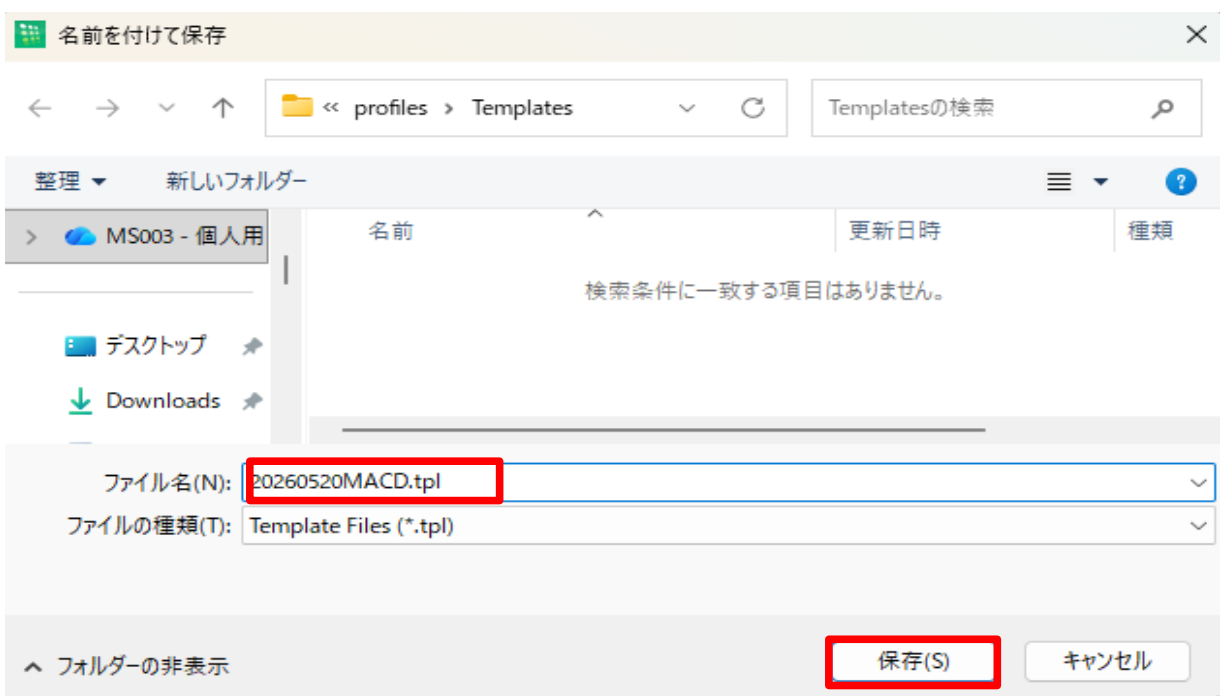 名前を付けて保存
« profiles › Templates
Templatesの検索
整理
新しいフォルダー
?
MS003 - 個人用
名前
更新日時
種類
検索条件に一致する項目はありません。
デスクトップ
Downloads
ファイル名(N):
20260520MACD.tpl
ファイルの種類(T):
Template Files (*.tpl)
フォルダーの非表示
保存(S)
キャンセル